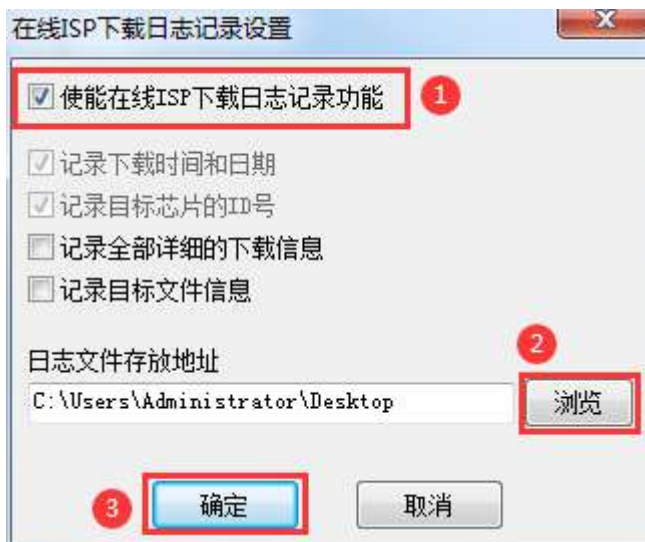 在线ISP下载日志记录设置
使能在线ISP下载日志记录功能
1
记录下载时间和日期
记录目标芯片的ID号
记录全部详细的下载信息
记录目标文件信息
日志文件存放地址
2
C:\Users\Administrator\Desktop
浏览
3
确定
取消